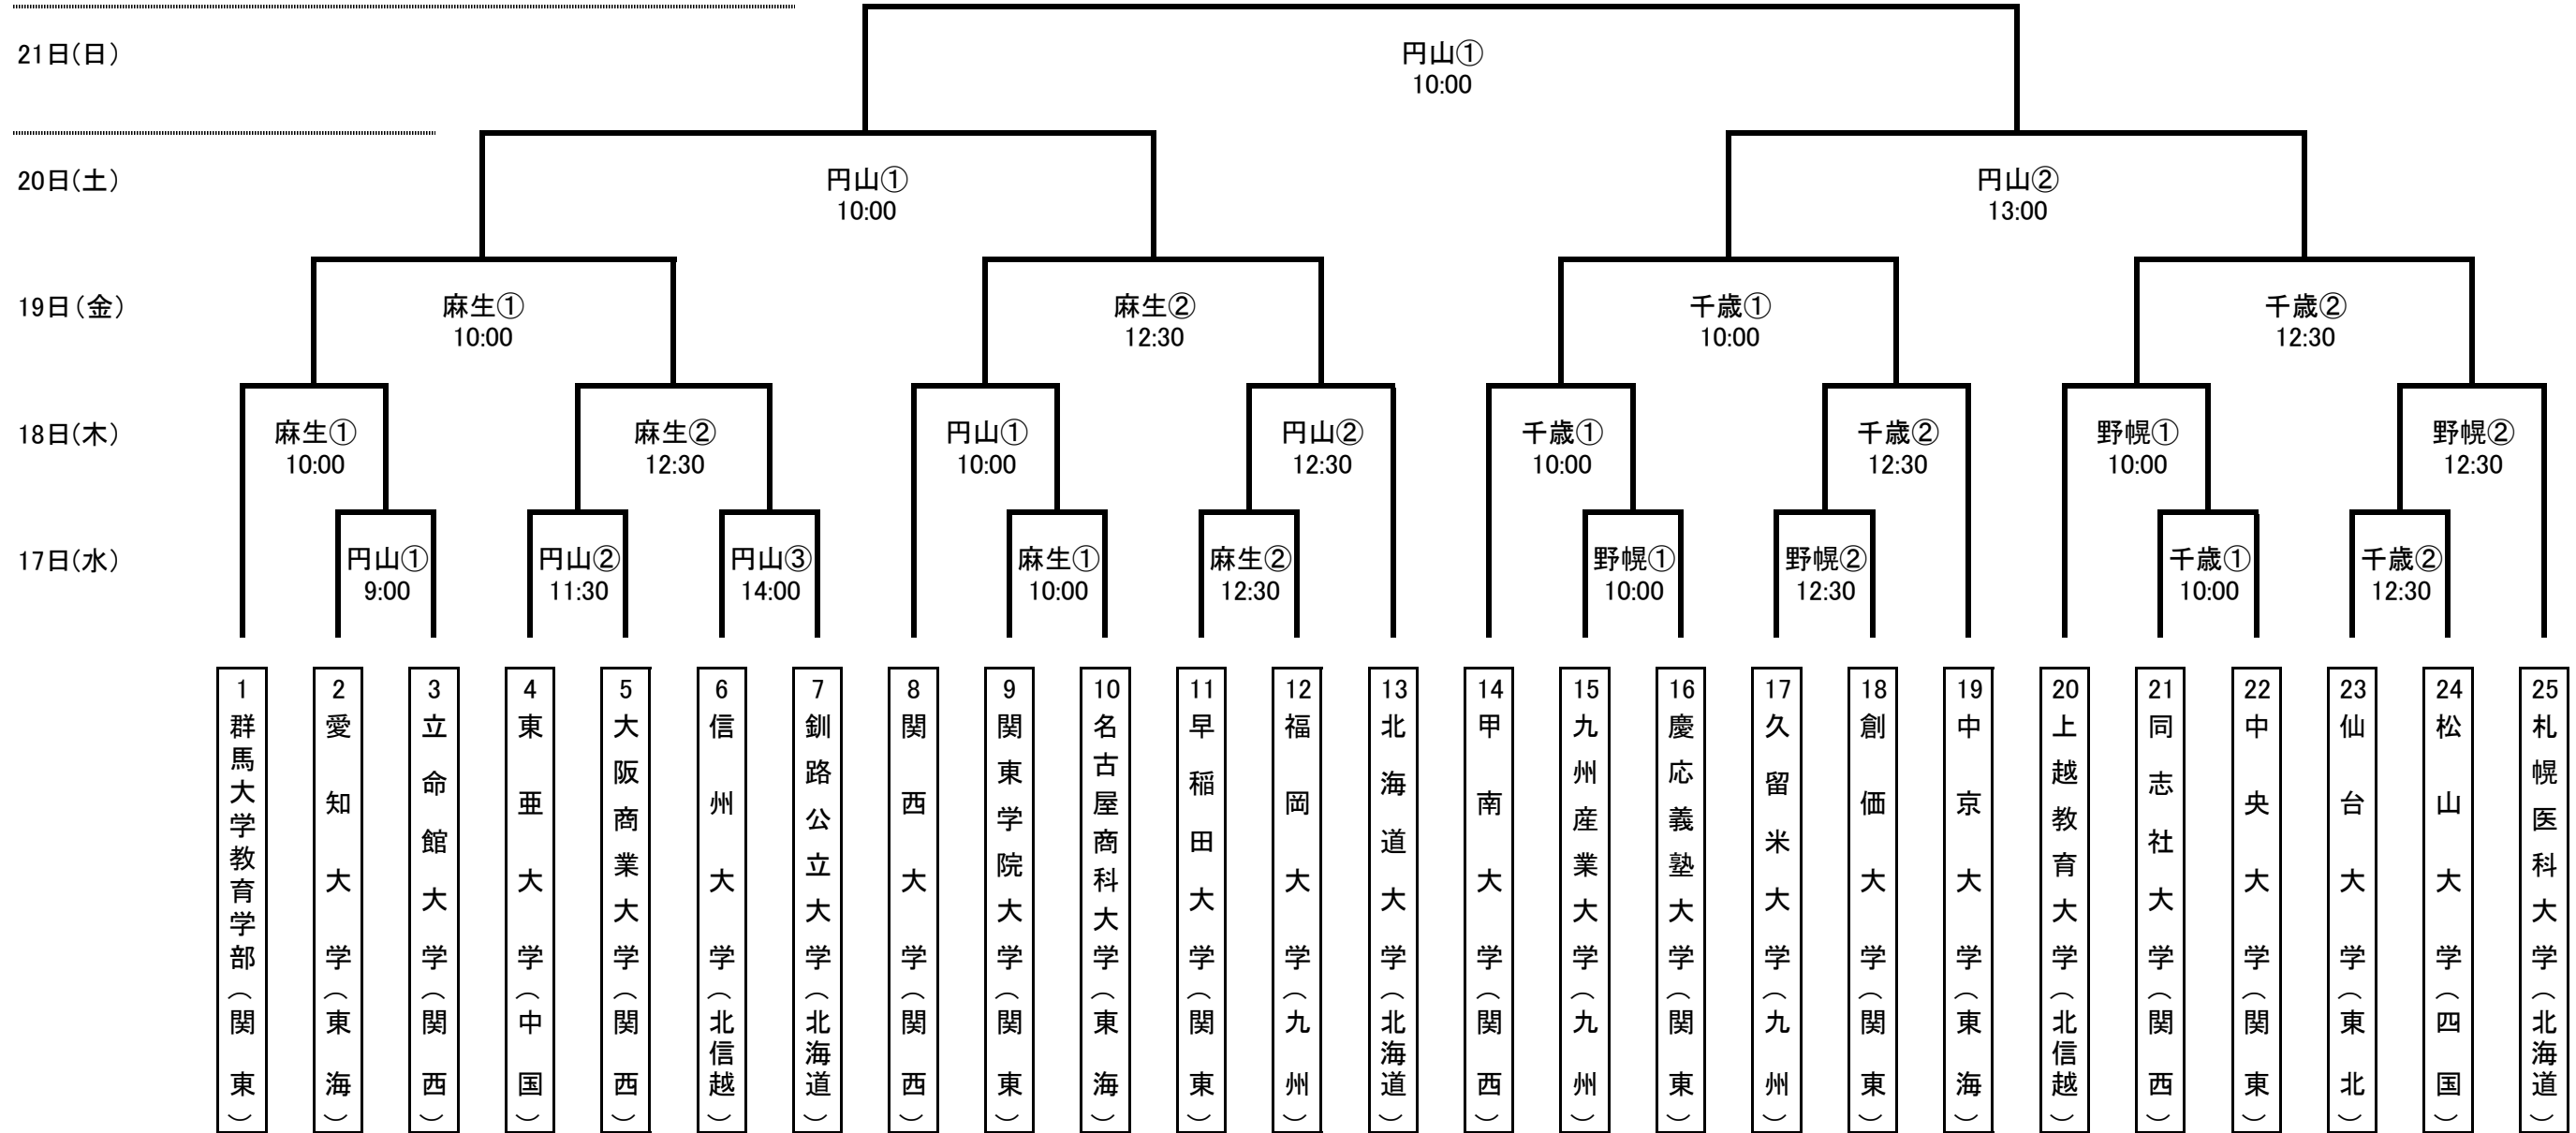 21日(日)
円山①
10:00
20日(土)
円山①
10:00
円山②
13:00
19日(金)
麻生①
10:00
麻生②
12:30
千歳①
10:00
千歳②
12:30
18日(木)
麻生①
10:00
麻生②
12:30
円山①
10:00
円山②
12:30
千歳①
10:00
千歳②
12:30
野幌①
10:00
野幌②
12:30
17日(水)
円山①
9:00
円山②
11:30
円山③
14:00
麻生①
10:00
麻生②
12:30
野幌①
10:00
野幌②
12:30
千歳①
10:00
千歳②
12:30
1
群馬大学教育学部(関東)
2
愛知大学(東海)
3
立命館大学(関西)
4
東亜大学(中国)
5
大阪商業大学(関西)
6
信州大学(北信越)
7
釧路公立大学(北海道)
8
関西大学(関西)
9
関東学院大学(関東)
10
名古屋商科大学(東海)
11
早稲田大学(関東)
12
福岡大学(九州)
13
北海道大学(北海道)
14
甲南大学(関西)
15
九州産業大学(九州)
16
慶応義塾大学(関東)
17
久留米大学(九州)
18
創価大学(関東)
19
中京大学(東海)
20
上越教育大学(北信越)
21
同志社大学(関西)
22
中央大学(関東)
23
仙台大学(東北)
24
松山大学(四国)
25
札幌医科大学(北海道)